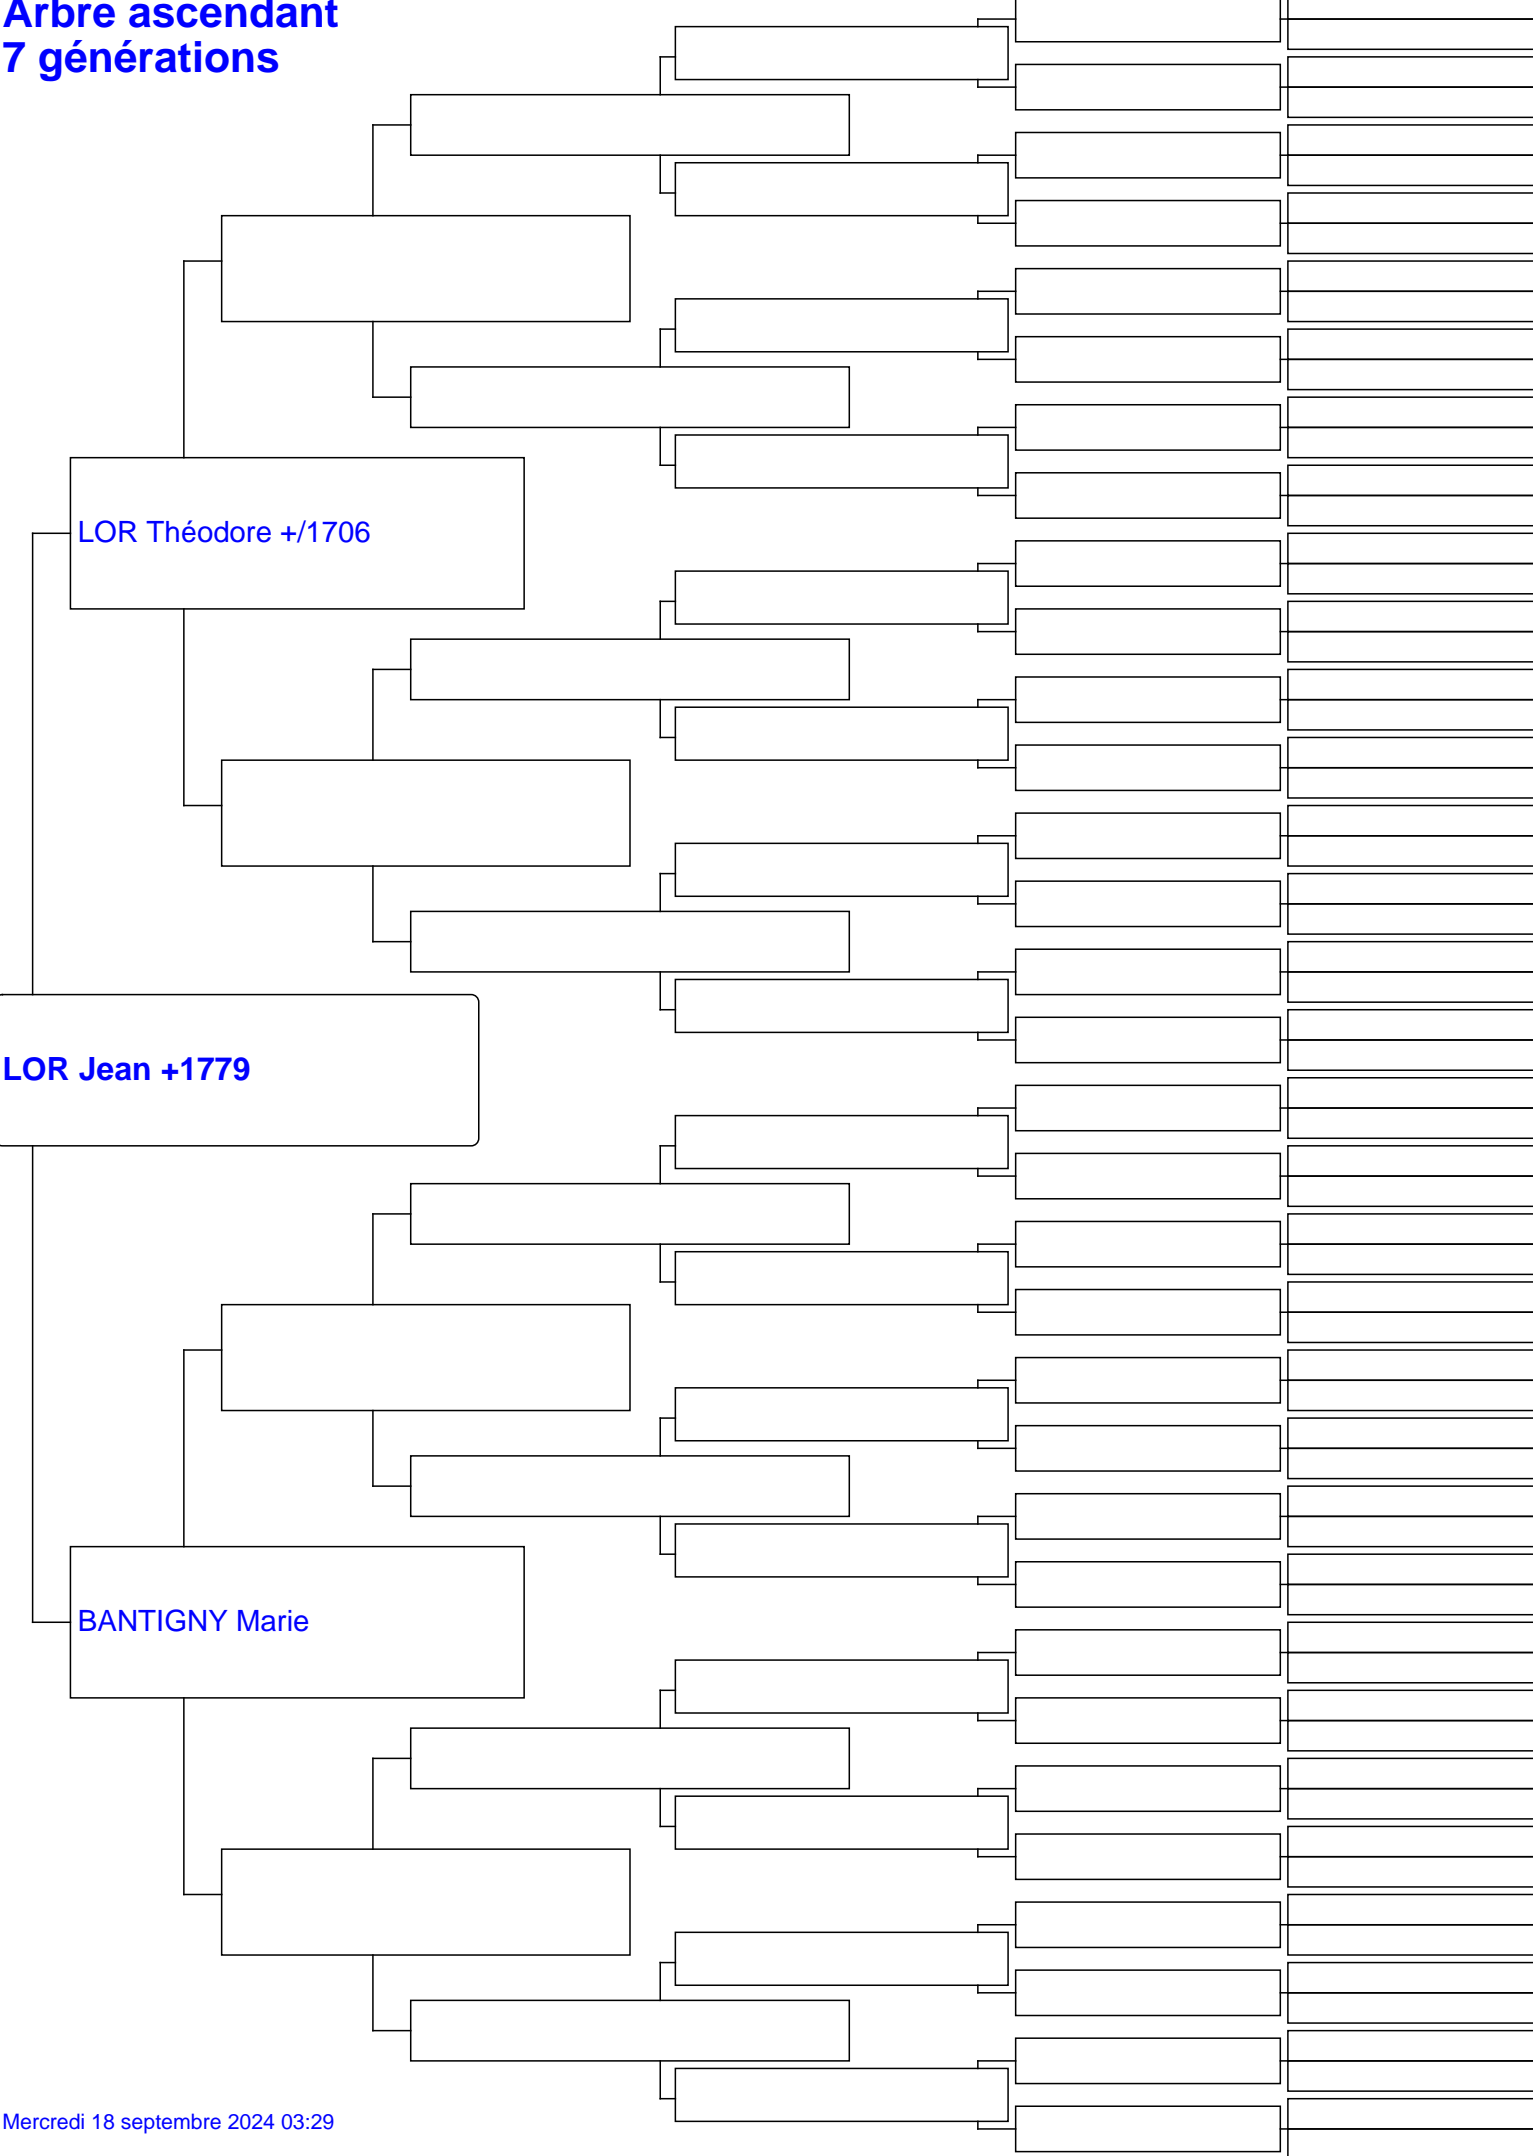 Arbre ascendant
7 générations
LOR Théodore +/1706
LOR Jean +1779
BANTIGNY Marie
Mercredi 18 septembre 2024 03:29